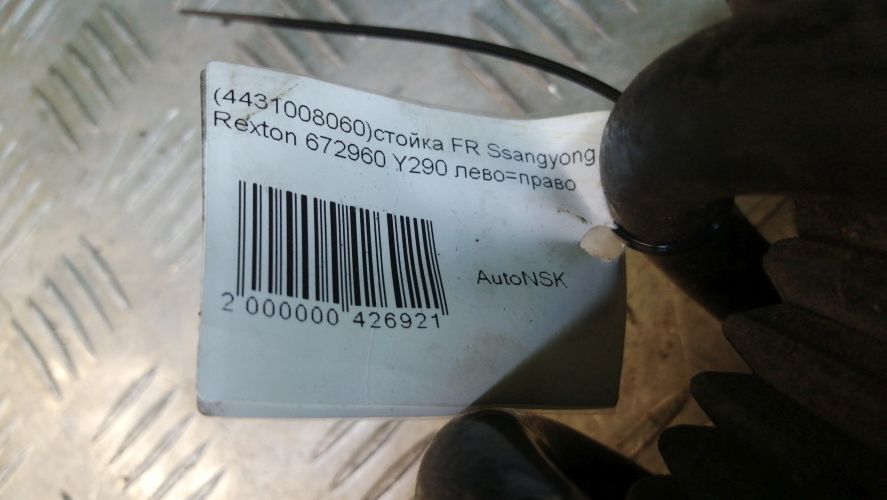 (4431008060)стойка FR Ssangyong
Rexton 672960 Y290 лево=право
AutoNSK
2 000000 426921